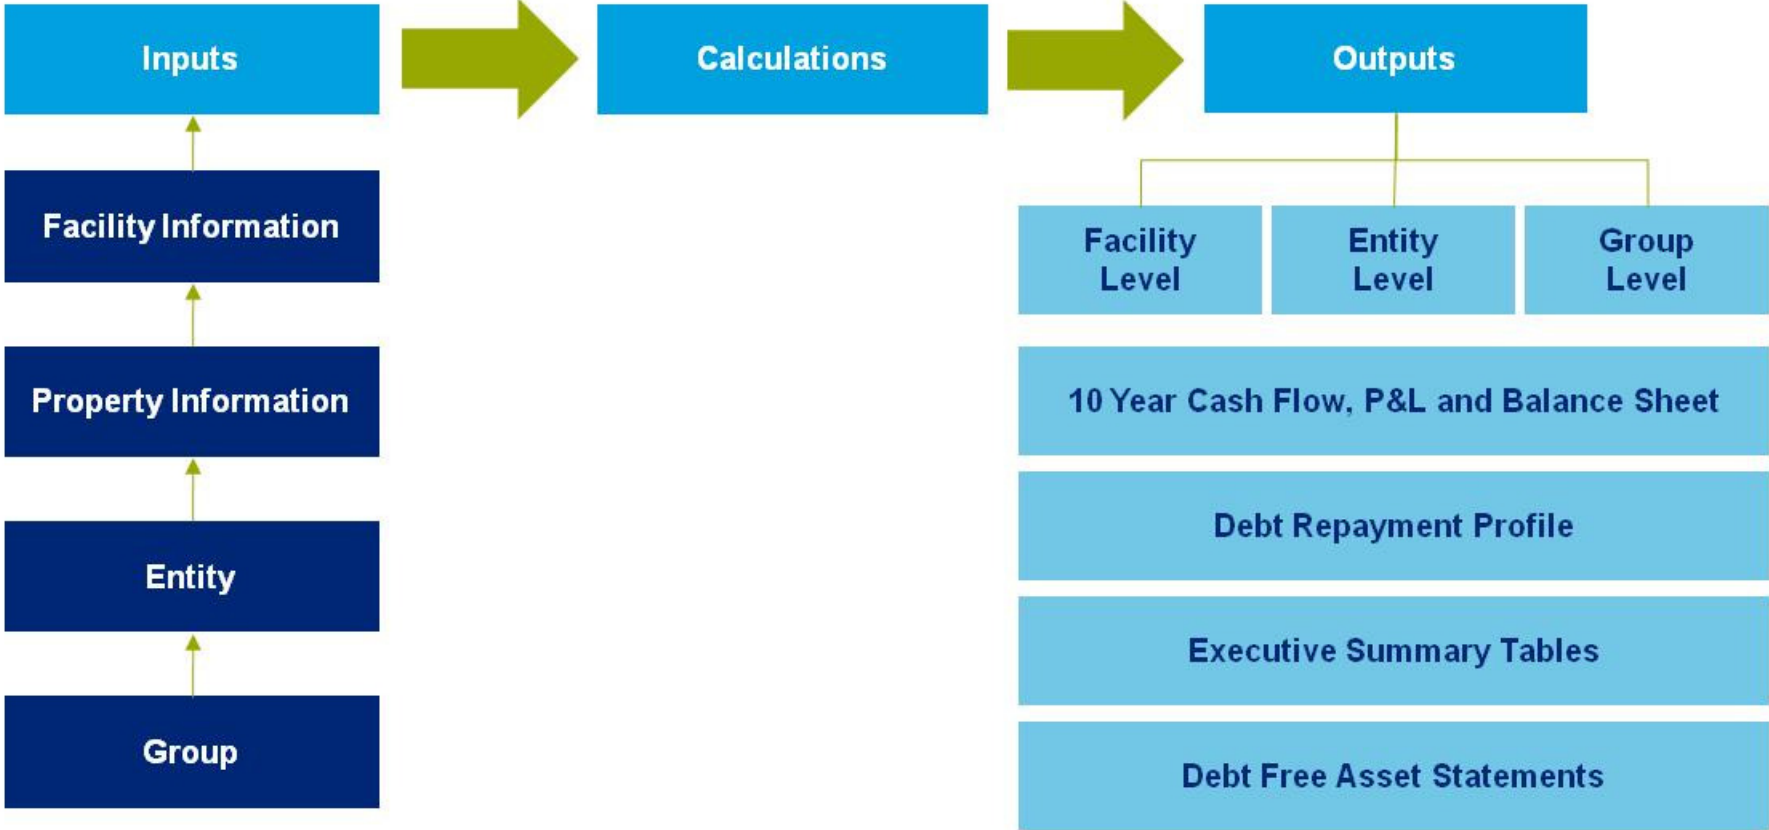 Inputs
Calculations
Outputs
Facility Information
Property Information
Entity
Group
Facility
Level
Entity
Level
Group
Level
10 Year Cash Flow, P&L and Balance Sheet
Debt Repayment Profile
Executive Summary Tables
Debt Free Asset Statements